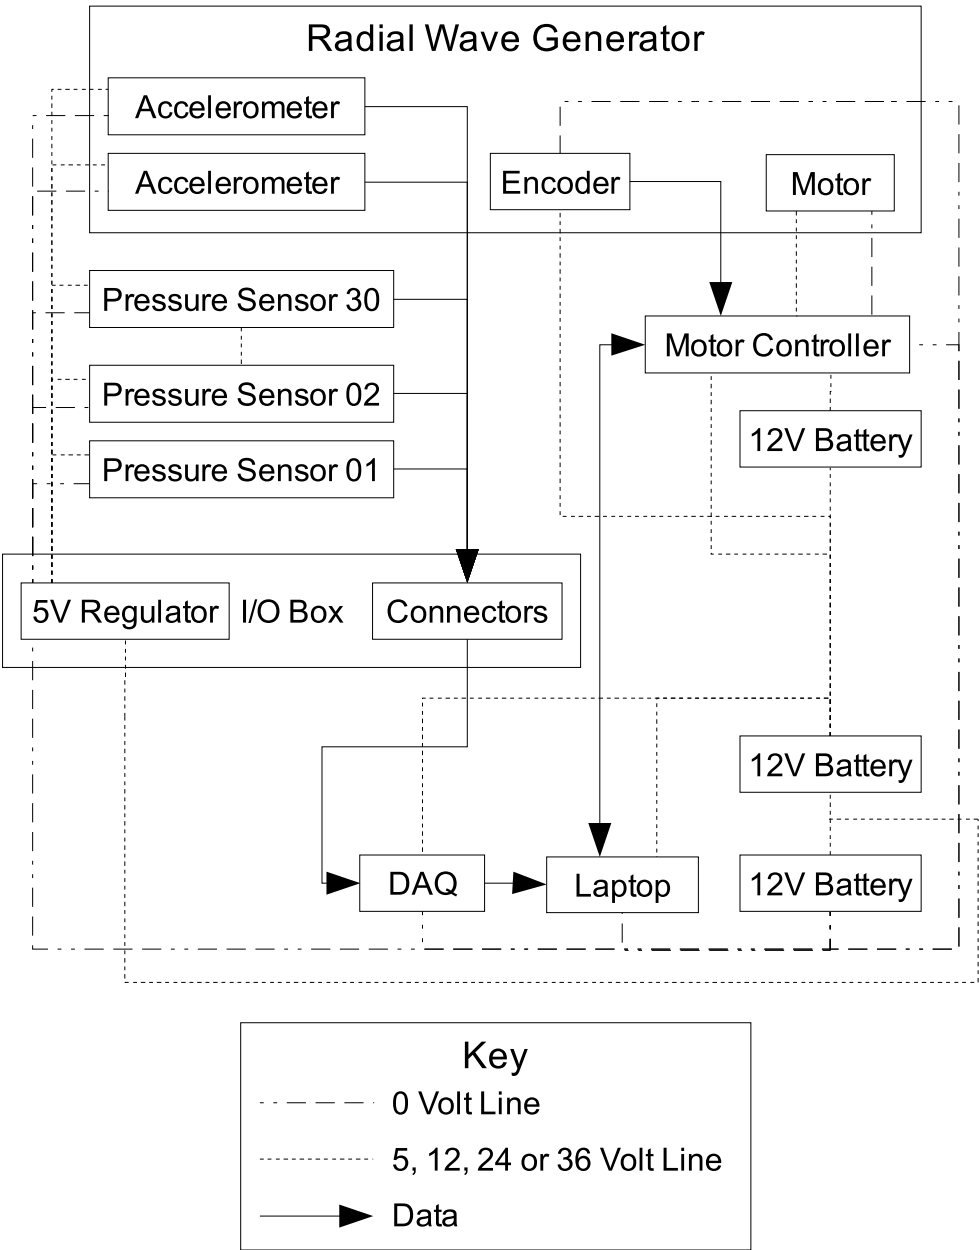 Radial Wave Generator
Accelerometer
Accelerometer
Encoder
Motor
Pressure Sensor 30
Motor Controller
Pressure Sensor 02
12V Battery
Pressure Sensor 01
5V Regulator
I/O Box
Connectors
12V Battery
DAQ
Laptop
12V Battery
Key
0 Volt Line
5, 12, 24 or 36 Volt Line
Data